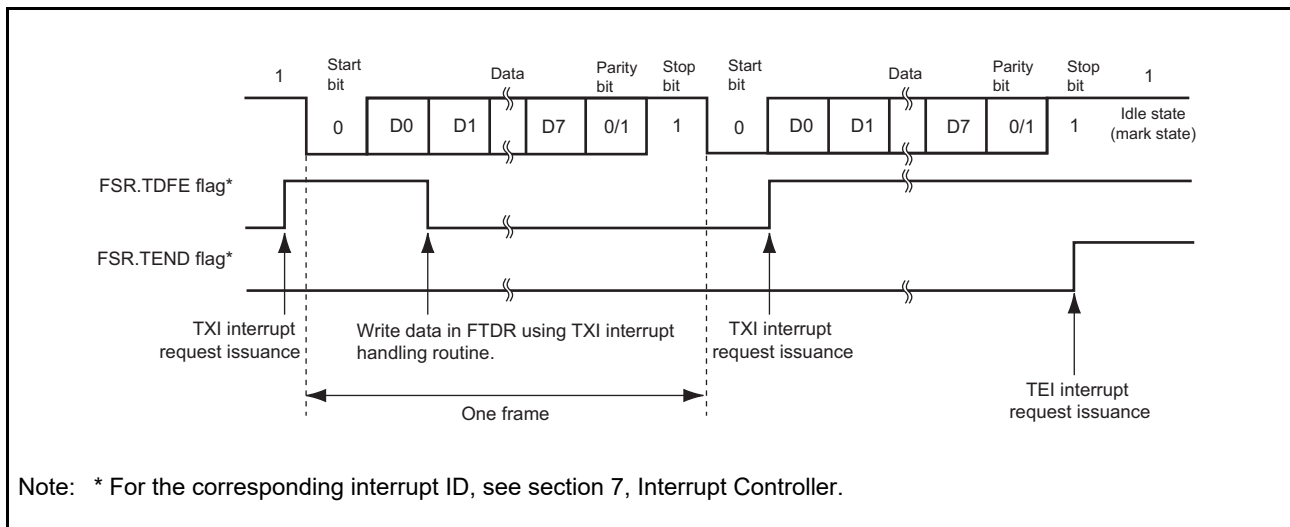 1 Start bit Data Parity bit Stop bit Start bit Data Parity bit Stop bit 1
0 D0 D1 D7 0/1 1 0 D0 D1 D7 0/1 1 Idle state (mark state)
FSR.TDFE flag*
FSR.TEND flag*
TXI interrupt
request issuance
Write data in FTDR using TXI interrupt
handling routine.
TXI interrupt
request issuance
TEI interrupt
request issuance
One frame
Note: * For the corresponding interrupt ID, see section 7, Interrupt Controller.